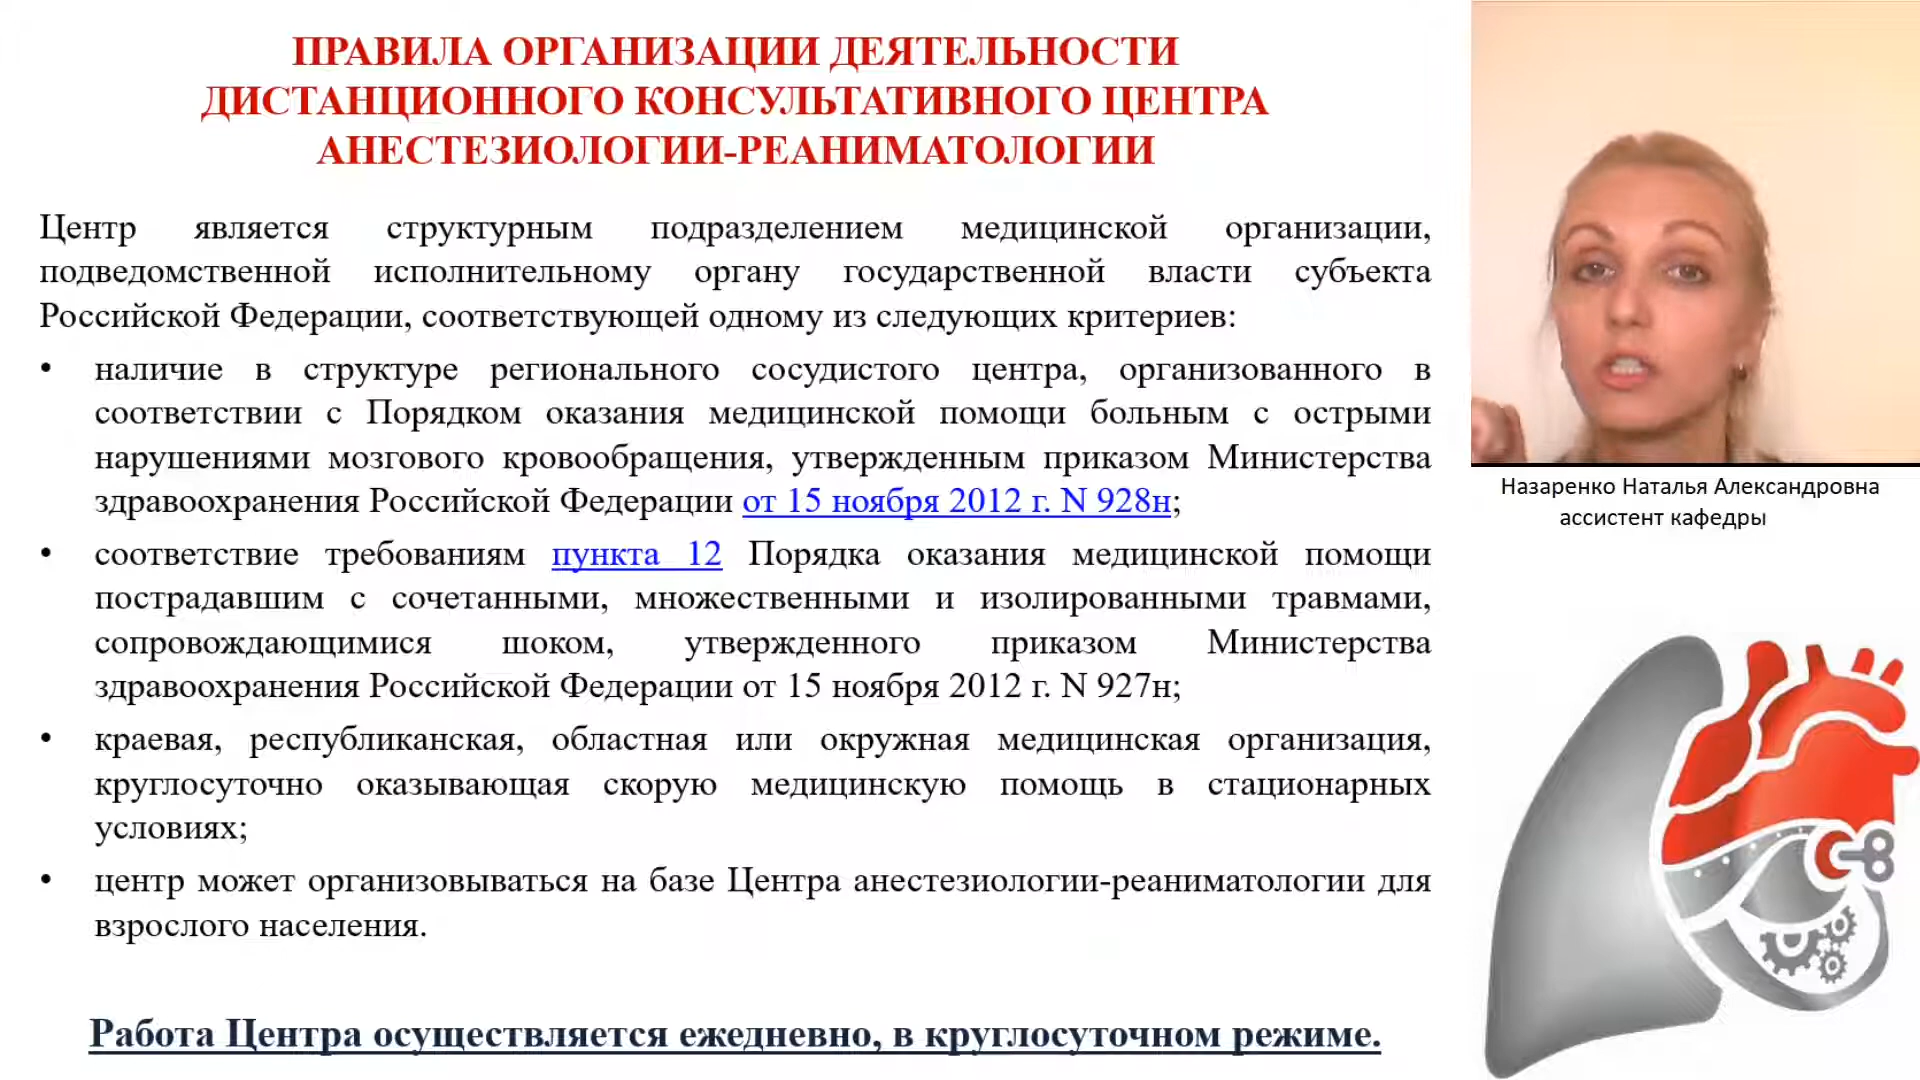 ПРАВИЛА ОРГАНИЗАЦИИ ДЕЯТЕЛЬНОСТИ
ДИСТАНЦИОННОГО КОНСУЛЬТАТИВНОГО ЦЕНТРА
АНЕСТЕЗИОЛОГИИ-РЕАНИМАТОЛОГИИ
Центр является структурным подразделением медицинской организации,
подведомственной исполнительному органу государственной власти субъекта
Российской Федерации, соответствующей одному из следующих критериев:
• наличие в структуре регионального сосудистого центра, организованного в
соответствии с Порядком оказания медицинской помощи больным с острыми
нарушениями мозгового кровообращения, утвержденным приказом Министерства
здравоохранения Российской Федерации от 15 ноября 2012 г. N 928н;
• соответствие требованиям пункта 12 Порядка оказания медицинской помощи
пострадавшим с сочетанными, множественными и изолированными травмами,
сопровождающимися шоком, утвержденного приказом Министерства
здравоохранения Российской Федерации от 15 ноября 2012 г. N 927н;
• краевая, республиканская, областная или окружная медицинская организация,
круглосуточно оказывающая скорую медицинскую помощь в стационарных
условиях;
• центр может организовываться на базе Центра анестезиологии-реаниматологии для
взрослого населения.
Работа Центра осуществляется ежедневно, в круглосуточном режиме.
Назаренко Наталья Александровна
ассистент кафедры